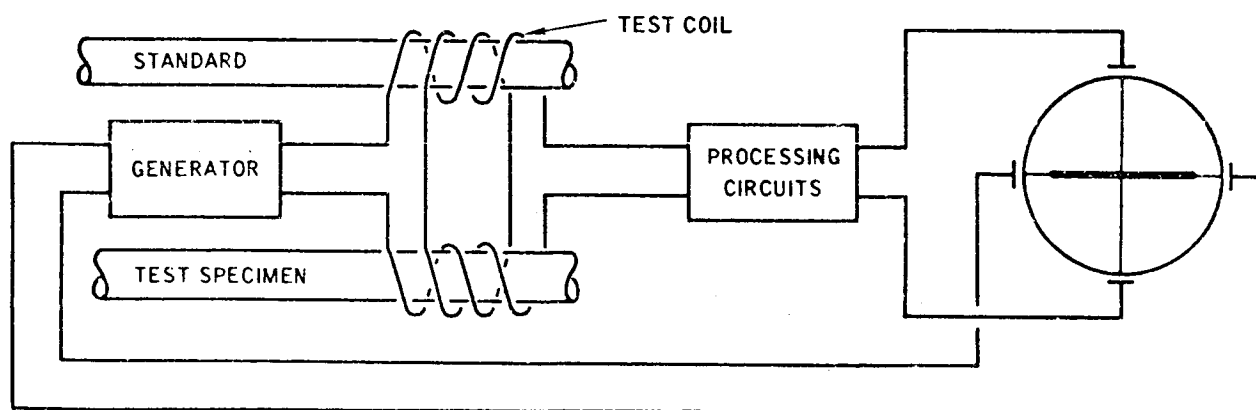 TEST COIL
STANDARD
GENERATOR
PROCESSING
CIRCUITS
TEST SPECIMEN